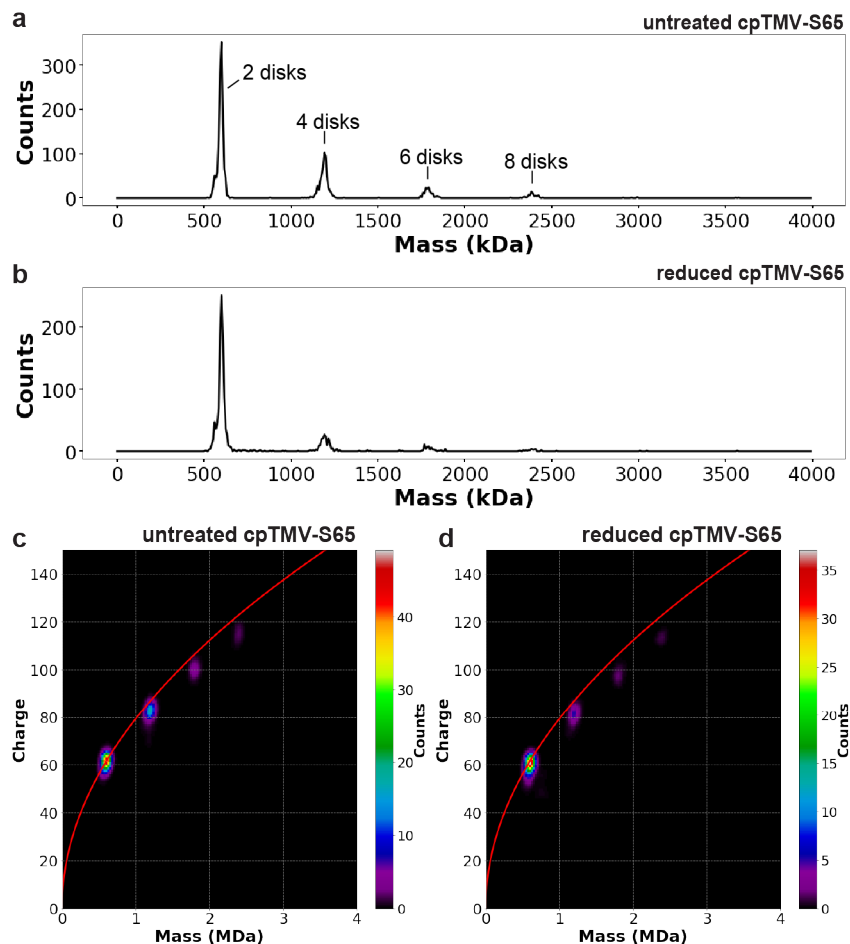 a
untreated cpTMV-S65
2 disks
4 disks
6 disks
8 disks
Counts
300
200
100
0
0 500 1000 1500 2000 2500 3000 3500 4000
Mass (kDa)
b
reduced cpTMV-S65
Counts
200
100
0
0 500 1000 1500 2000 2500 3000 3500 4000
Mass (kDa)
c
untreated cpTMV-S65
Charge
140
120
100
80
60
40
20
0
0 1 2 3 4
Mass (MDa)
40
30
20
10
0
Counts
d
reduced cpTMV-S65
Charge
140
120
100
80
60
40
20
0
0 1 2 3 4
Mass (MDa)
35
30
25
20
15
10
5
0
Counts